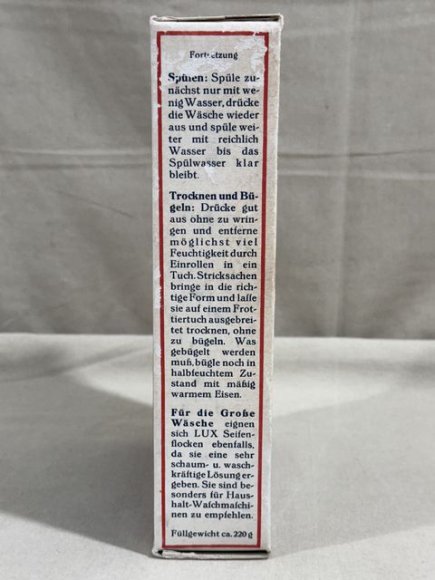 Fortsetzung
Spülen: Spüle zu-
nächst nur mit we-
nig Wasser, drücke
die Wäsche wieder
aus und spüle wei-
ter mit reichlich
Wasser bis das
Spülwasser klar
bleibt.
Trocknen und Bü-
geln: Drücke gut
aus ohne zu wrin-
gen und entferne
möglichst viel
Feuchtigkeit durch
Einrollen in ein
Tuch. Stricksachen
bringe in die rich-
tige Form und laſſe
sie auf einem Frot-
tiertuch ausgebrei-
tet trocknen, ohne
zu bügeln. Was
gebügelt werden
muß, bügle noch in
halbfeuchtem Zu-
stand mit mäßig
warmem Eisen.
Für die Große
Wäsche eignen
sich LUX Seifen-
flocken ebenfalls,
da sie eine sehr
schaum- u. wasch-
kräftige Lösung er-
geben. Sie sind be-
sonders für Haus-
halt-Waſchmaſchi-
nen zu empfehlen.
Füllgewicht ca. 220 g